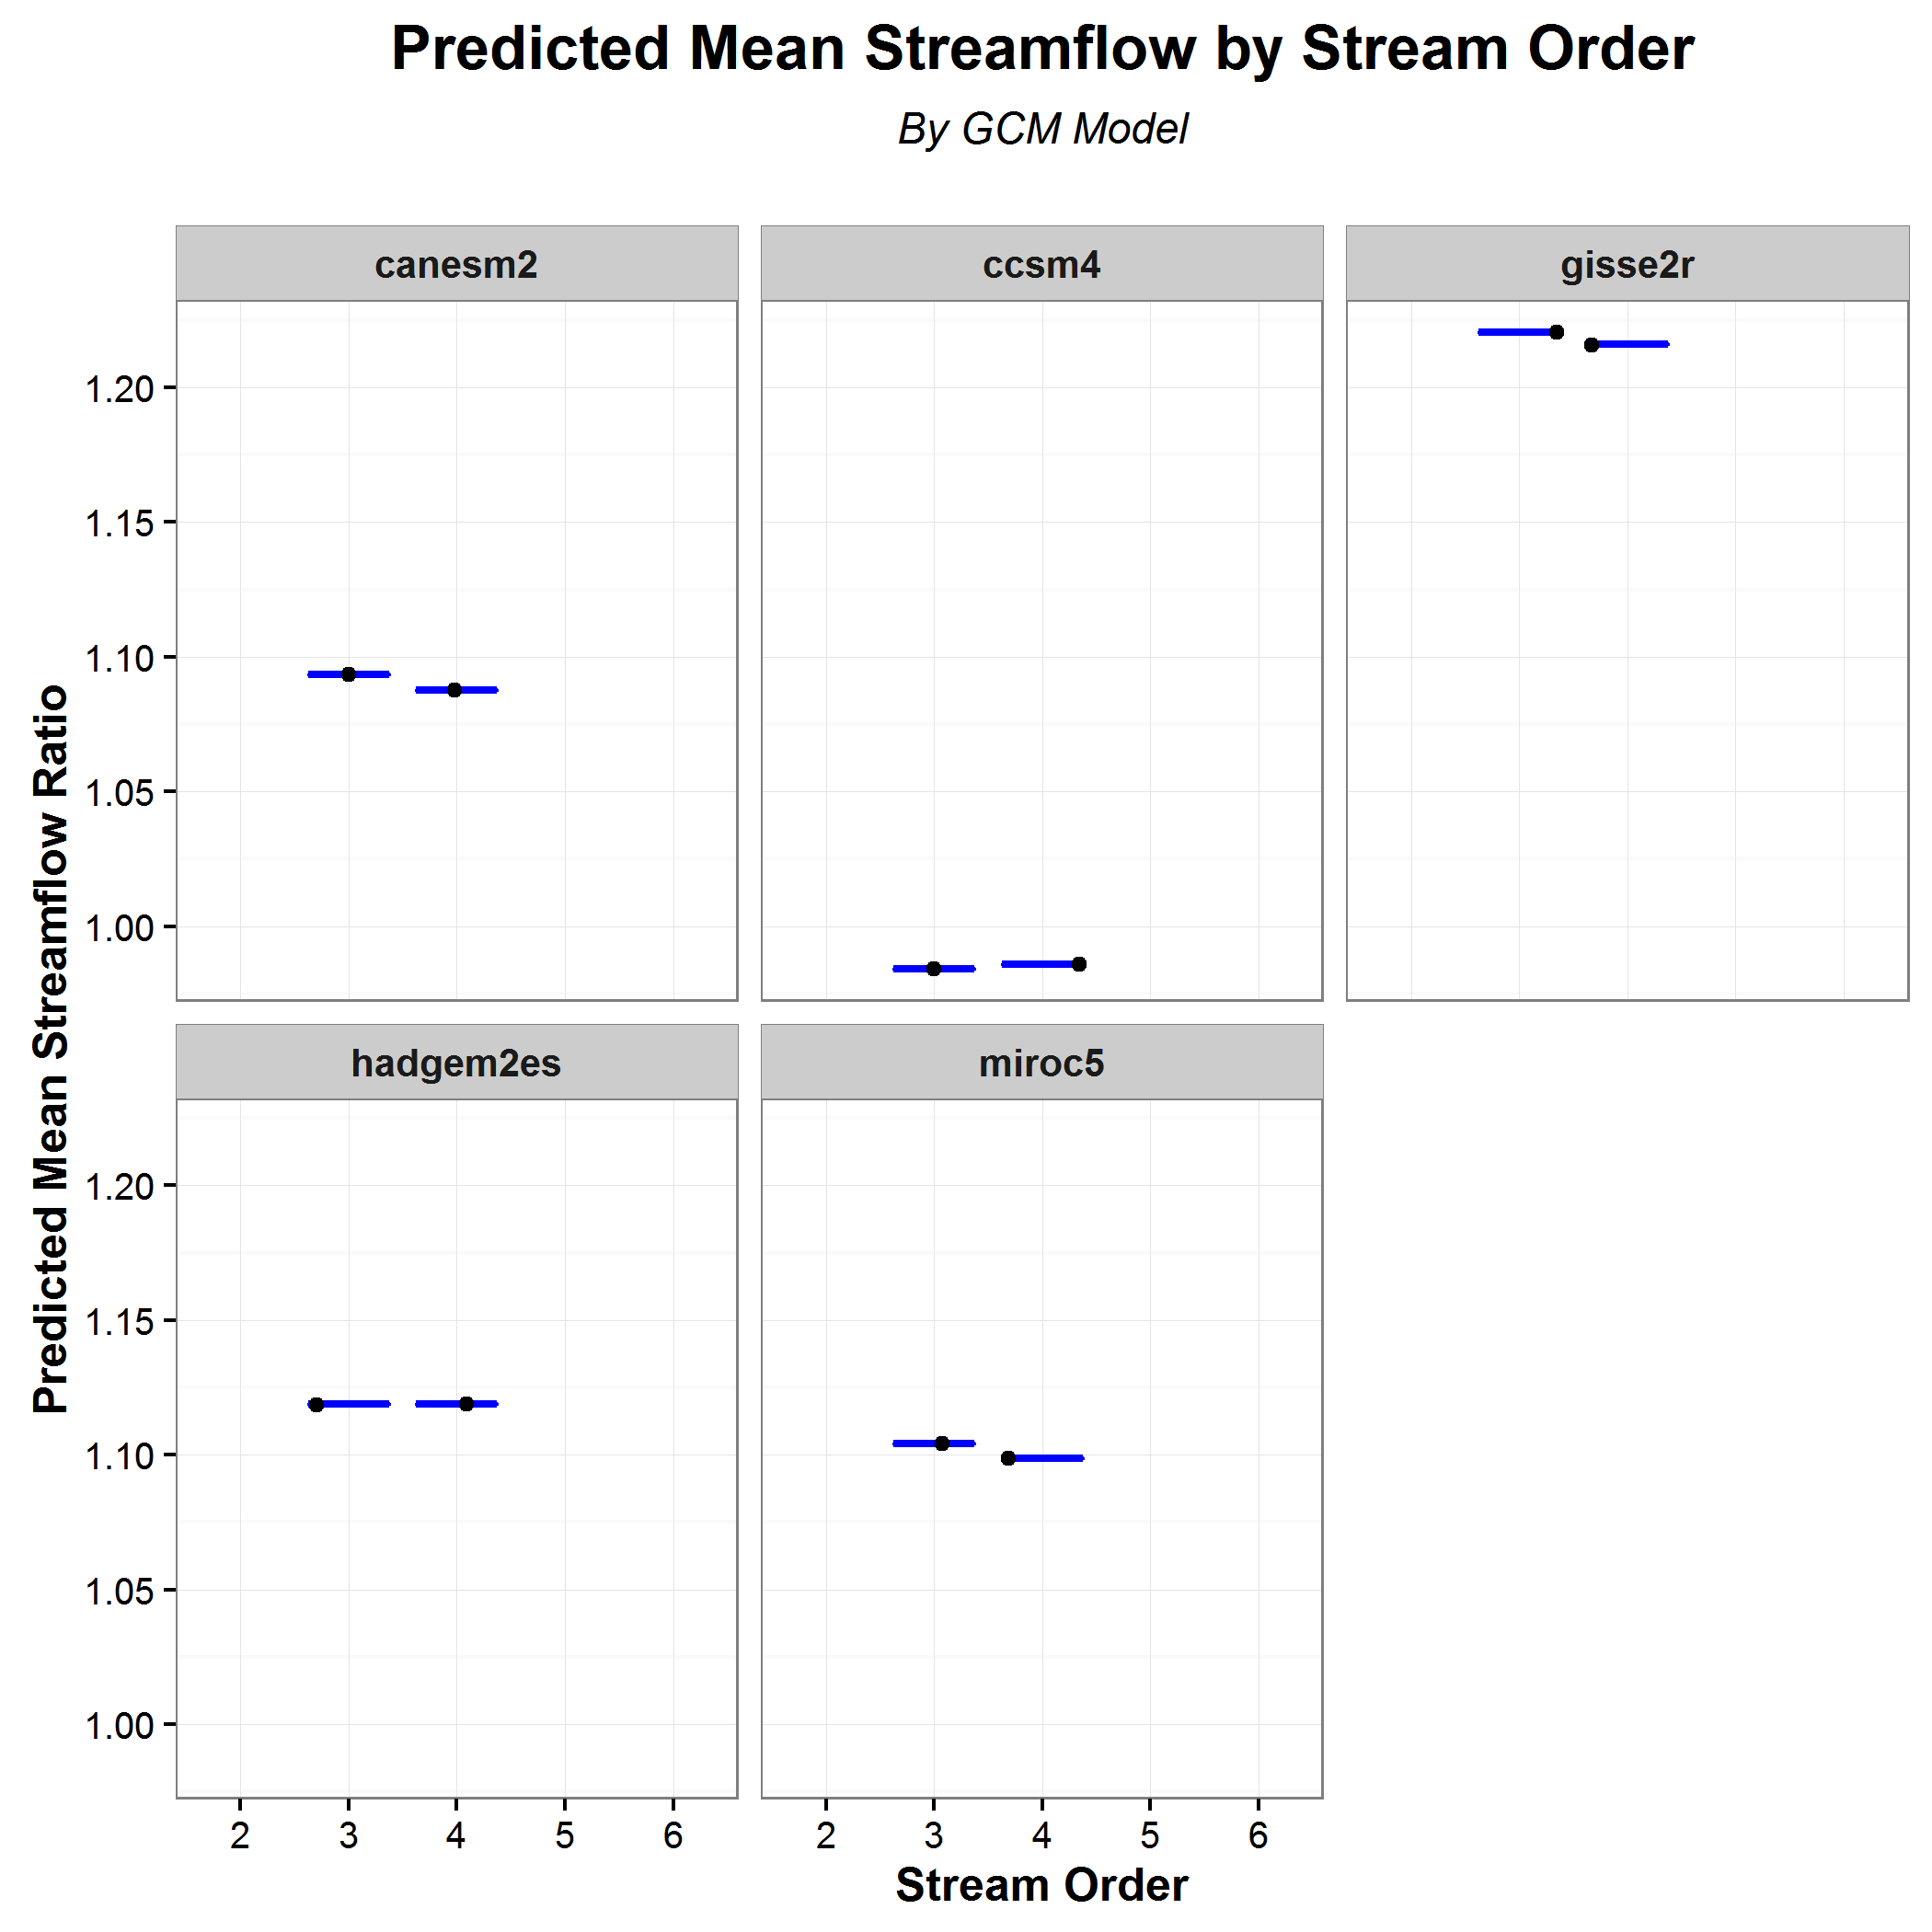 Predicted Mean Streamflow by Stream Order
By GCM Model
canesm2
ccsm4
gisse2r
1.20
1.15
1.10
1.05
1.00
Predicted Mean Streamflow Ratio
hadgem2es
miroc5
1.20
1.15
1.10
1.05
1.00
2 3 4 5 6
2 3 4 5 6
Stream Order